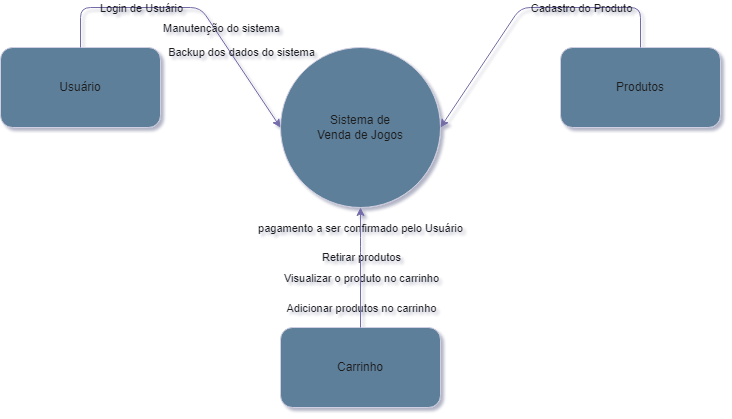 Login de Usuário
Cadastro do Produto
Manutenção do sistema
Backup dos dados do sistema
Usuário
Produtos
Sistema de
Venda de Jogos
pagamento a ser confirmado pelo Usuário
Retirar produtos
Visualizar o produto no carrinho
Adicionar produtos no carrinho
Carrinho